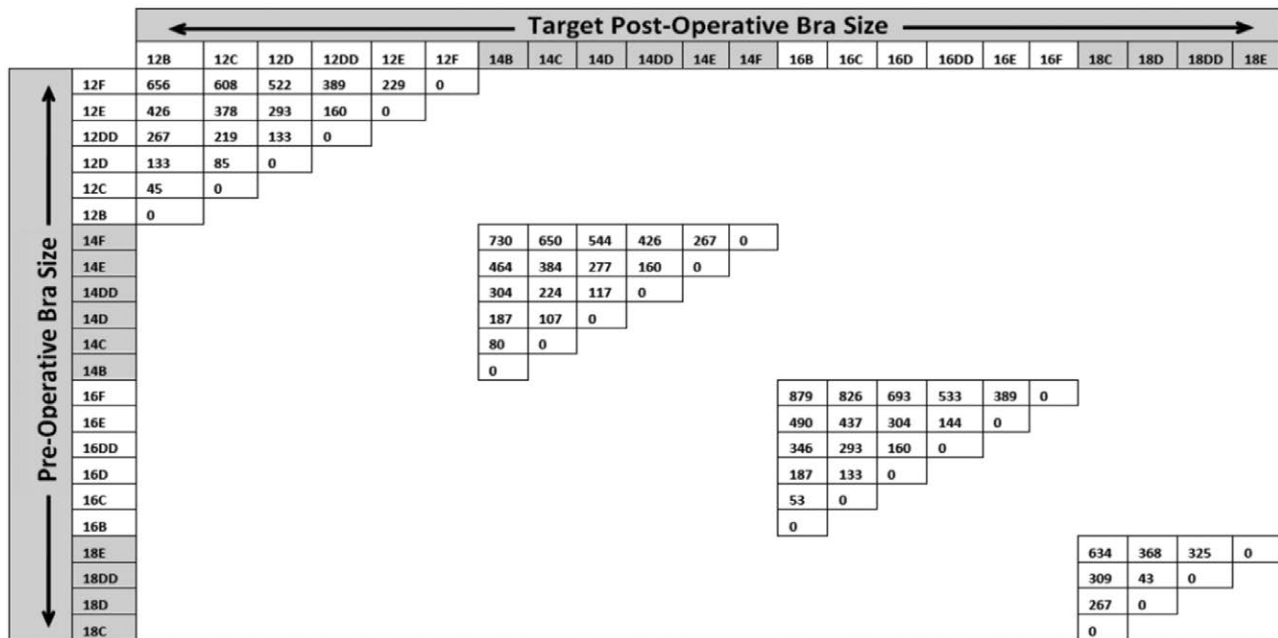 Target Post-Operative Bra Size
12B 12C 12D 12DD 12E 12F 14B 14C 14D 14DD 14E 14F 16B 16C 16D 16DD 16E 16F 18C 18D 18DD 18E
Pre-Operative Bra Size
12F 656 608 522 389 229 0
12E 426 378 293 160 0
12DD 267 219 133 0
12D 133 85 0
12C 45 0
12B 0
14F 730 650 544 426 267 0
14E 464 384 277 160 0
14DD 304 224 117 0
14D 187 107 0
14C 80 0
14B 0
16F 879 826 693 533 389 0
16E 490 437 304 144 0
16DD 346 293 160 0
16D 187 133 0
16C 53 0
16B 0
18E 634 368 325 0
18DD 309 43 0
18D 267 0
18C 0